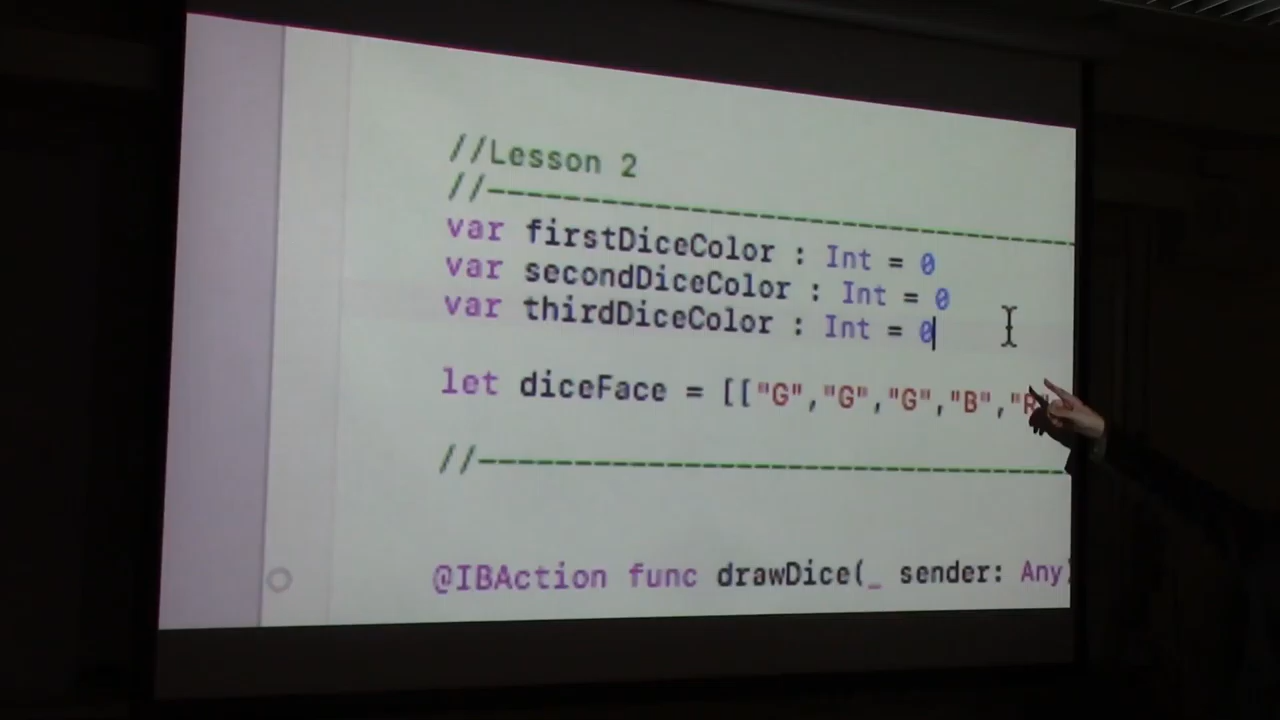 //Lesson 2
//-----------------------------------
var firstDiceColor : Int = 0
var secondDiceColor : Int = 0
var thirdDiceColor : Int = 0
let diceFace = [["G","G","G","B","R"
//-----------------------------------
@IBAction func drawDice(_ sender: Any)